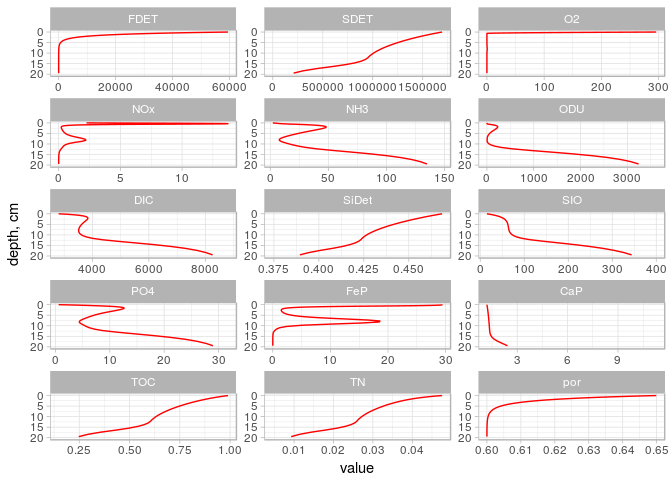 FDET SDET O2
0 5 10 15 20
0 20000 40000 60000
0 500000 1000000 1500000
0 100 200 300
NOx NH3 ODU
0 5 10 15 20
0 5 10
0 50 100 150
0 1000 2000 3000
DIC SiDet SIO
0 5 10 15 20
4000 6000 8000
0.375 0.400 0.425 0.450
0 100 200 300 400
PO4 FeP CaP
0 5 10 15 20
0 10 20 30
0 10 20 30
3 6 9
TOC TN por
0 5 10 15 20
0.25 0.50 0.75 1.00
0.01 0.02 0.03 0.04
0.60 0.61 0.62 0.63 0.64 0.65
depth, cm
value